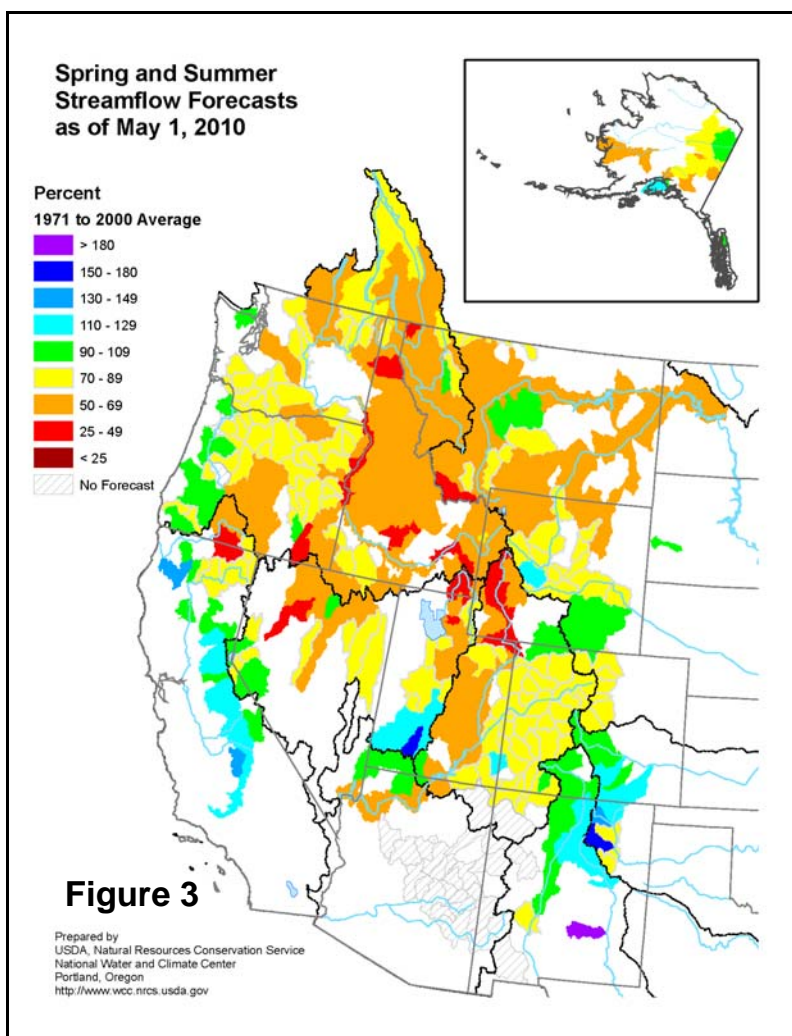 Spring and Summer
Streamflow Forecasts
as of May 1, 2010
Percent
1971 to 2000 Average
> 180
150 - 180
130 - 149
110 - 129
90 - 109
70 - 89
50 - 69
25 - 49
< 25
No Forecast
Figure 3
Prepared by
USDA, Natural Resources Conservation Service
National Water and Climate Center
Portland, Oregon
http://www.wcc.nrcs.usda.gov